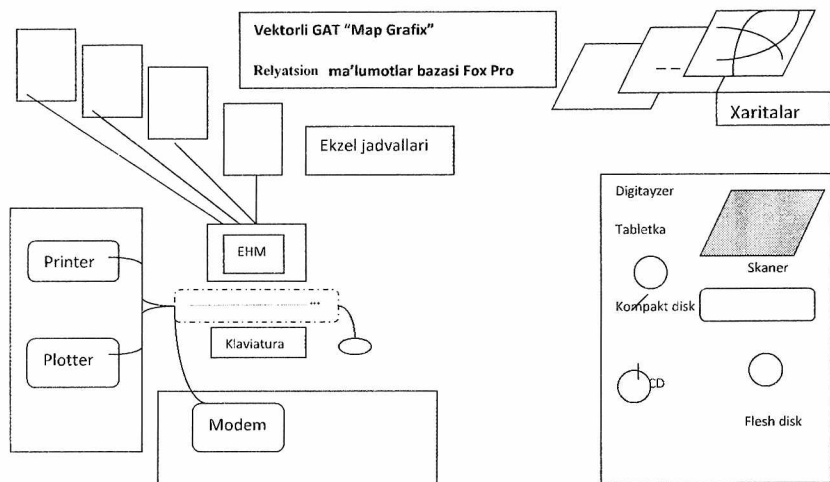 Vektorli GAT “Map Grafix”
Relyatsion ma’lumotlar bazasi Fox Pro
Xaritalar
Ekzel jadvallari
Digitayzer
Tabletka
Skaner
Kompakt disk
CD
Flesh disk
EHM
Printer
Klaviatura
Plotter
Modem